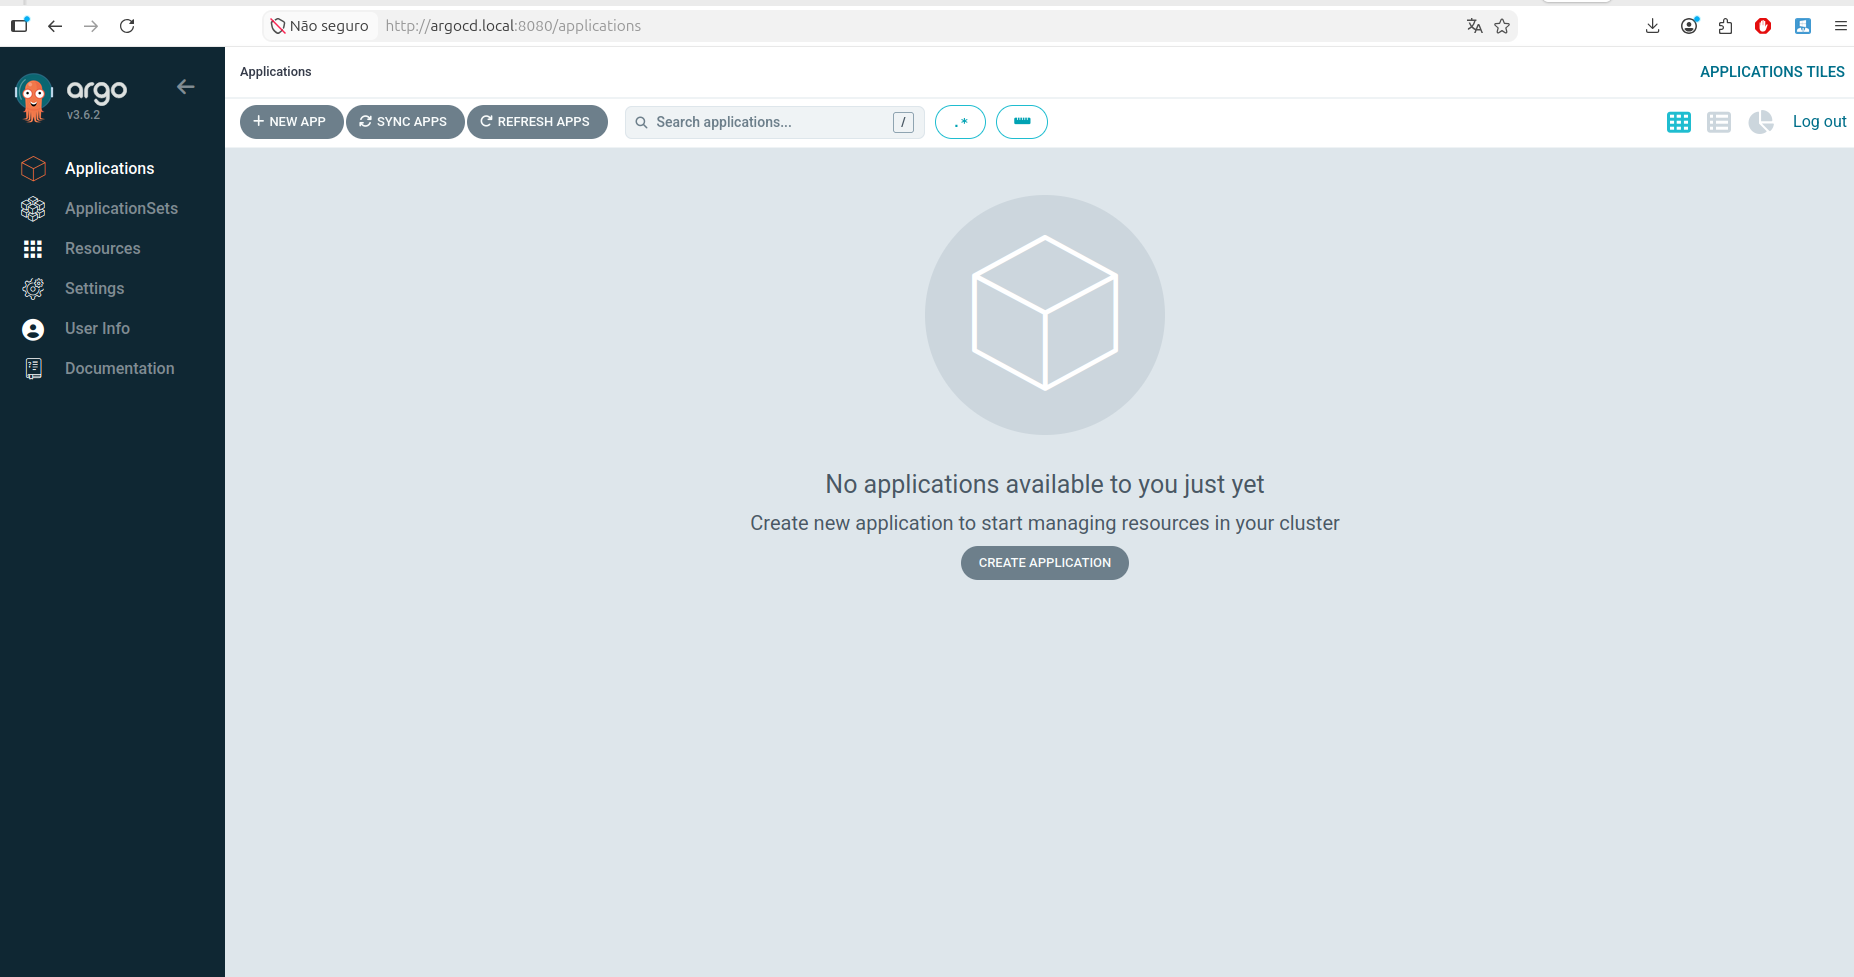 Não seguro http://argocd.local:8080/applications
argo
v3.6.2
Applications
ApplicationSets
Resources
Settings
User Info
Documentation
Applications
APPLICATIONS TILES
+ NEW APP SYNC APPS REFRESH APPS Search applications... / .* Log out
No applications available to you just yet
Create new application to start managing resources in your cluster
CREATE APPLICATION